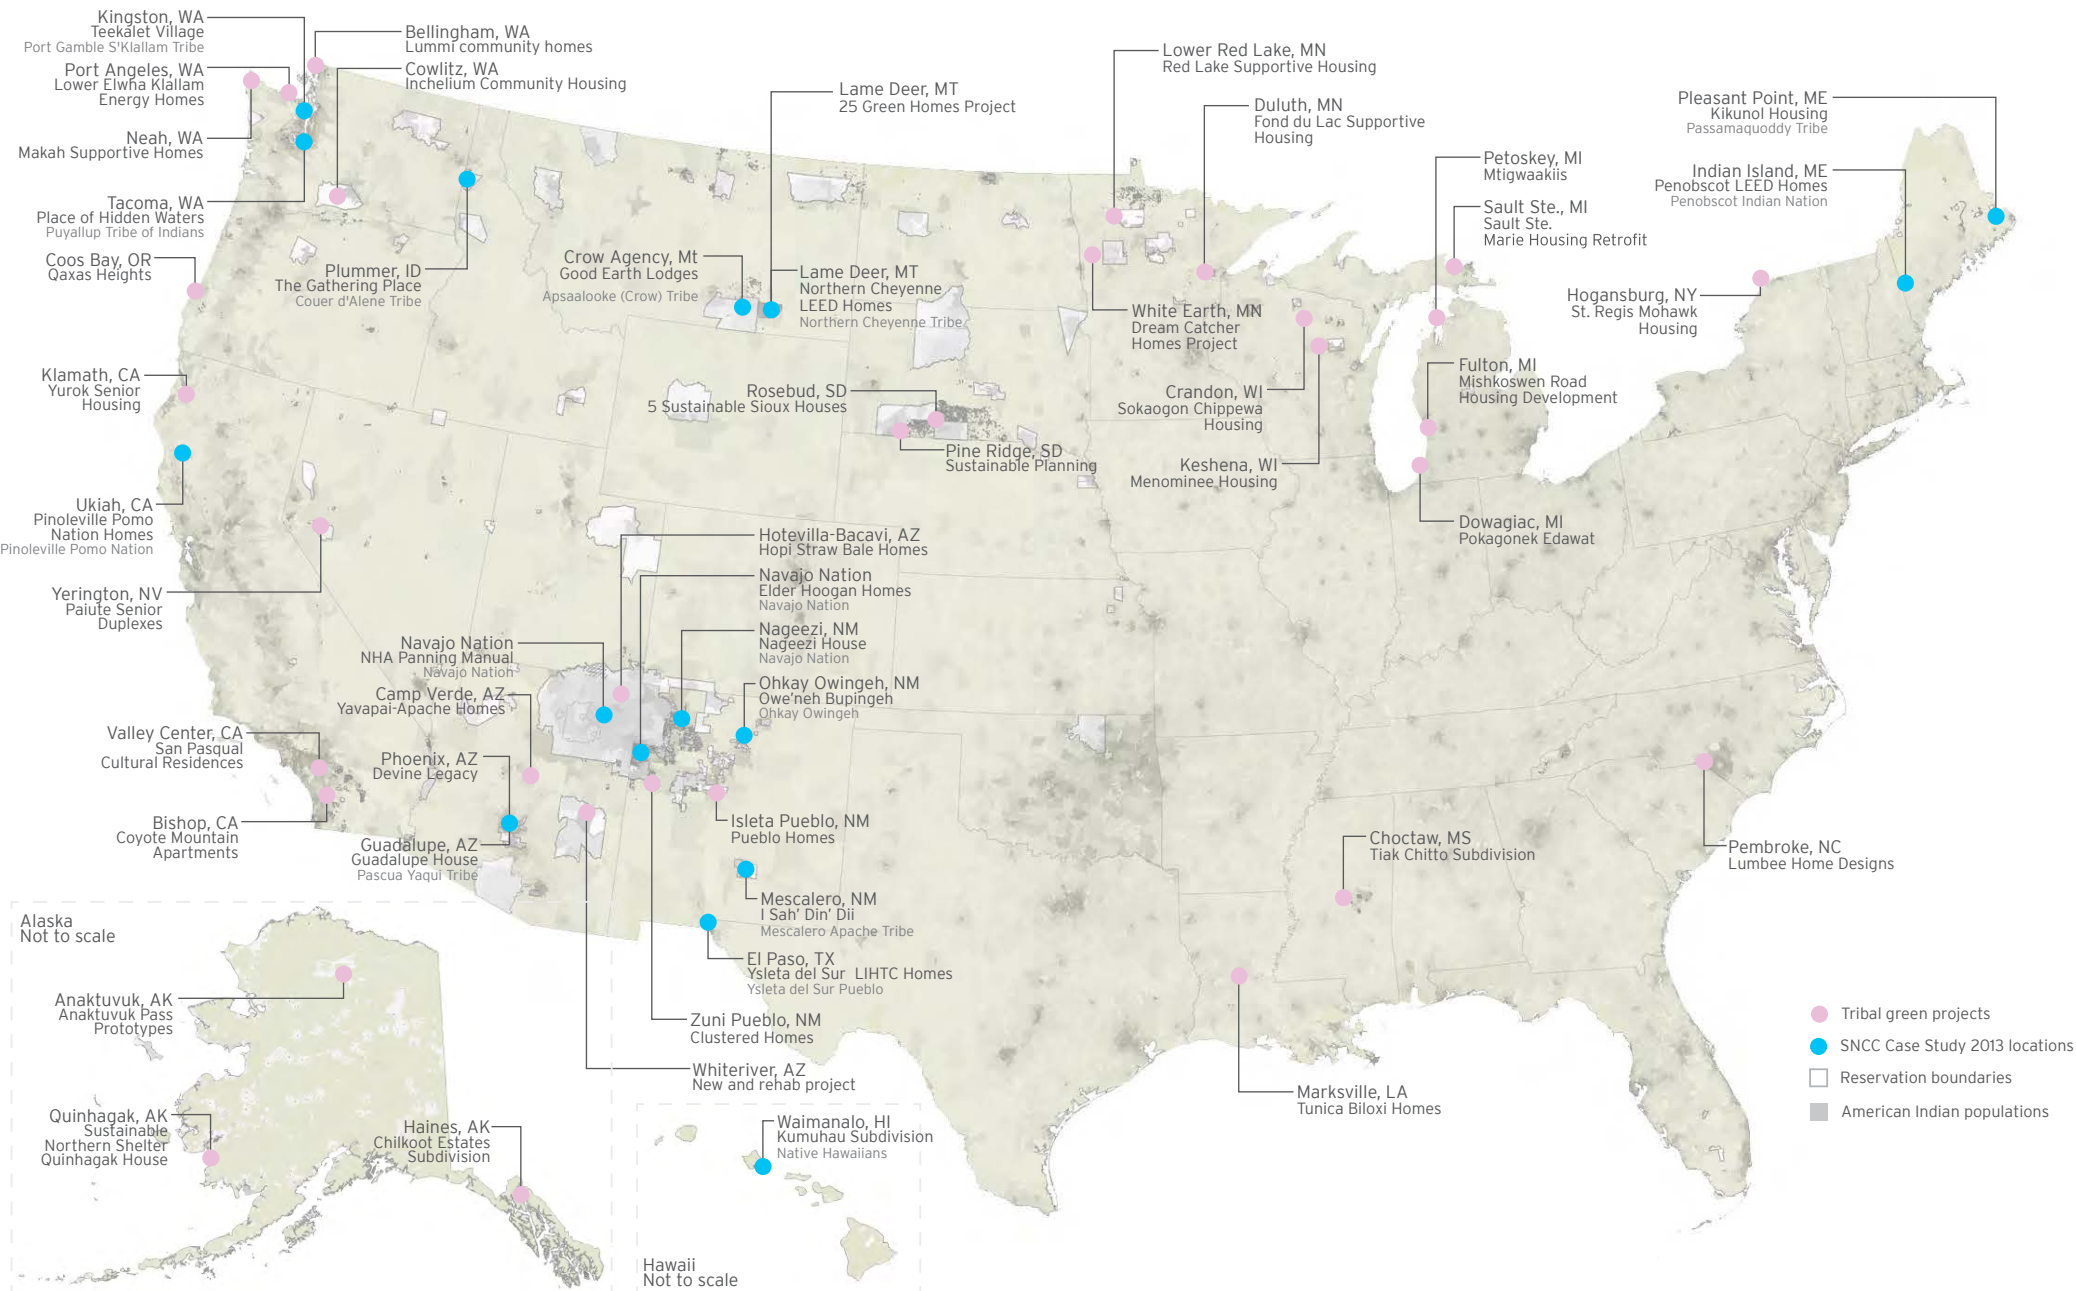 Kingston, WA
Teekalet Village
Port Gamble S'Klallam Tribe
Port Angeles, WA
Lower Elwha Klallam
Energy Homes
Neah, WA
Makah Supportive Homes
Tacoma, WA
Place of Hidden Waters
Puyallup Tribe of Indians
Coos Bay, OR
Qaxas Heights
Klamath, CA
Yurok Senior
Housing
Ukiah, CA
Pinoleville Pomo
Nation Homes
Pinoleville Pomo Nation
Yerington, NV
Paiute Senior
Duplexes
Valley Center, CA
San Pasqual
Cultural Residences
Bishop, CA
Coyote Mountain
Apartments
Bellingham, WA
Lummi community homes
Cowlitz, WA
Inchelium Community Housing
Plummer, ID
The Gathering Place
Couer d'Alene Tribe
Crow Agency, Mt
Good Earth Lodges
Apsaalooke (Crow) Tribe
Lame Deer, MT
25 Green Homes Project
Lame Deer, MT
Northern Cheyenne
LEED Homes
Northern Cheyenne Tribe
Rosebud, SD
5 Sustainable Sioux Houses
Pine Ridge, SD
Sustainable Planning
Lower Red Lake, MN
Red Lake Supportive Housing
Duluth, MN
Fond du Lac Supportive
Housing
White Earth, MN
Dream Catcher
Homes Project
Crandon, WI
Sokaogon Chippewa
Housing
Keshena, WI
Menominee Housing
Petoskey, MI
Mtigwaakiis
Sault Ste., MI
Sault Ste.
Marie Housing Retrofit
Fulton, MI
Mishkoswen Road
Housing Development
Dowagiac, MI
Pokagonek Edawat
Pleasant Point, ME
Kikunol Housing
Passamaquoddy Tribe
Indian Island, ME
Penobscot LEED Homes
Penobscot Indian Nation
Hogansburg, NY
St. Regis Mohawk
Housing
Hotevilla-Bacavi, AZ
Hopi Straw Bale Homes
Navajo Nation
Elder Hoogan Homes
Navajo Nation
Nageezi, NM
Nageezi House
Navajo Nation
Ohkay Owingeh, NM
Owe'neh Bupingeh
Ohkay Owingeh
Navajo Nation
NHA Panning Manual
Navajo Nation
Camp Verde, AZ
Yavapai-Apache Homes
Phoenix, AZ
Devine Legacy
Guadalupe, AZ
Guadalupe House
Pascua Yaqui Tribe
Isleta Pueblo, NM
Pueblo Homes
Mescalero, NM
I Sah' Din' Dii
Mescalero Apache Tribe
El Paso, TX
Ysleta del Sur LIHTC Homes
Ysleta del Sur Pueblo
Zuni Pueblo, NM
Clustered Homes
Whiteriver, AZ
New and rehab project
Choctaw, MS
Tiak Chitto Subdivision
Pembroke, NC
Lumbee Home Designs
Marksville, LA
Tunica Biloxi Homes
Alaska
Not to scale
Anaktuvuk, AK
Anaktuvuk Pass
Prototypes
Quinhagak, AK
Sustainable
Northern Shelter
Quinhagak House
Haines, AK
Chilkoot Estates
Subdivision
Waimanalo, HI
Kumuhau Subdivision
Native Hawaiians
Hawaii
Not to scale
Tribal green projects
SNCC Case Study 2013 locations
Reservation boundaries
American Indian populations